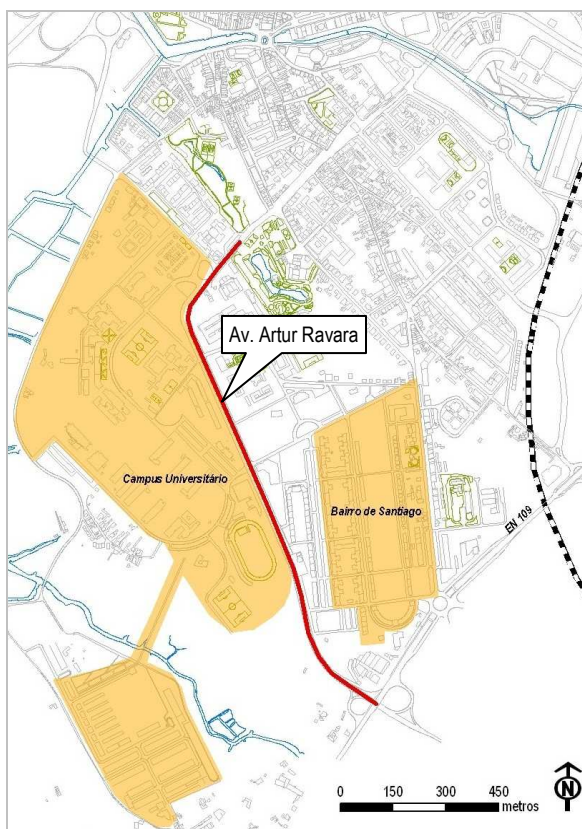 Av. Artur Ravara
Campus Universitário
Bairro de Santiago
EN 109
0 150 300 450
metros
N